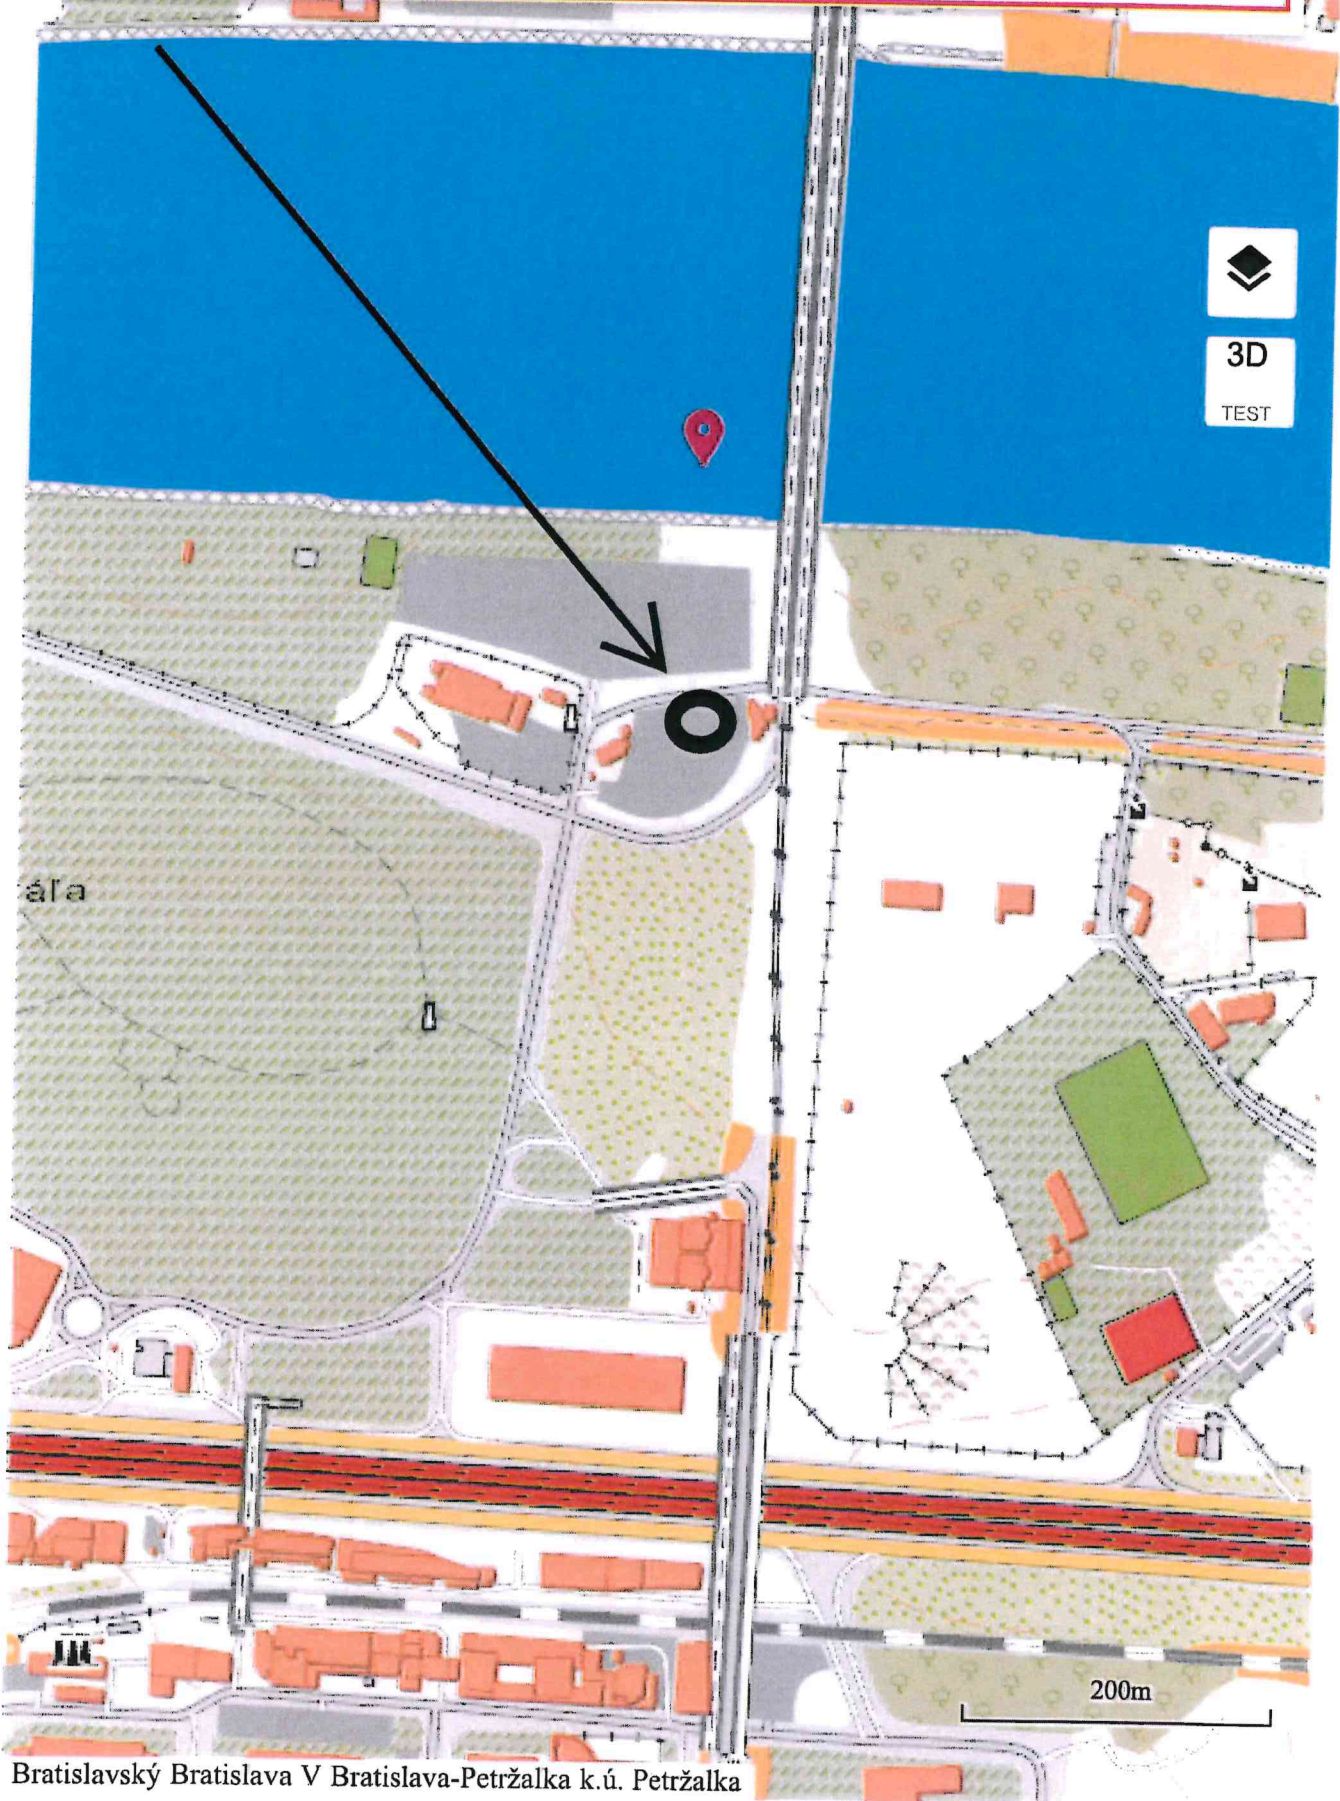 3D
TEST
áľa
200m
Bratislavský Bratislava V Bratislava-Petržalka k.ú. Petržalka